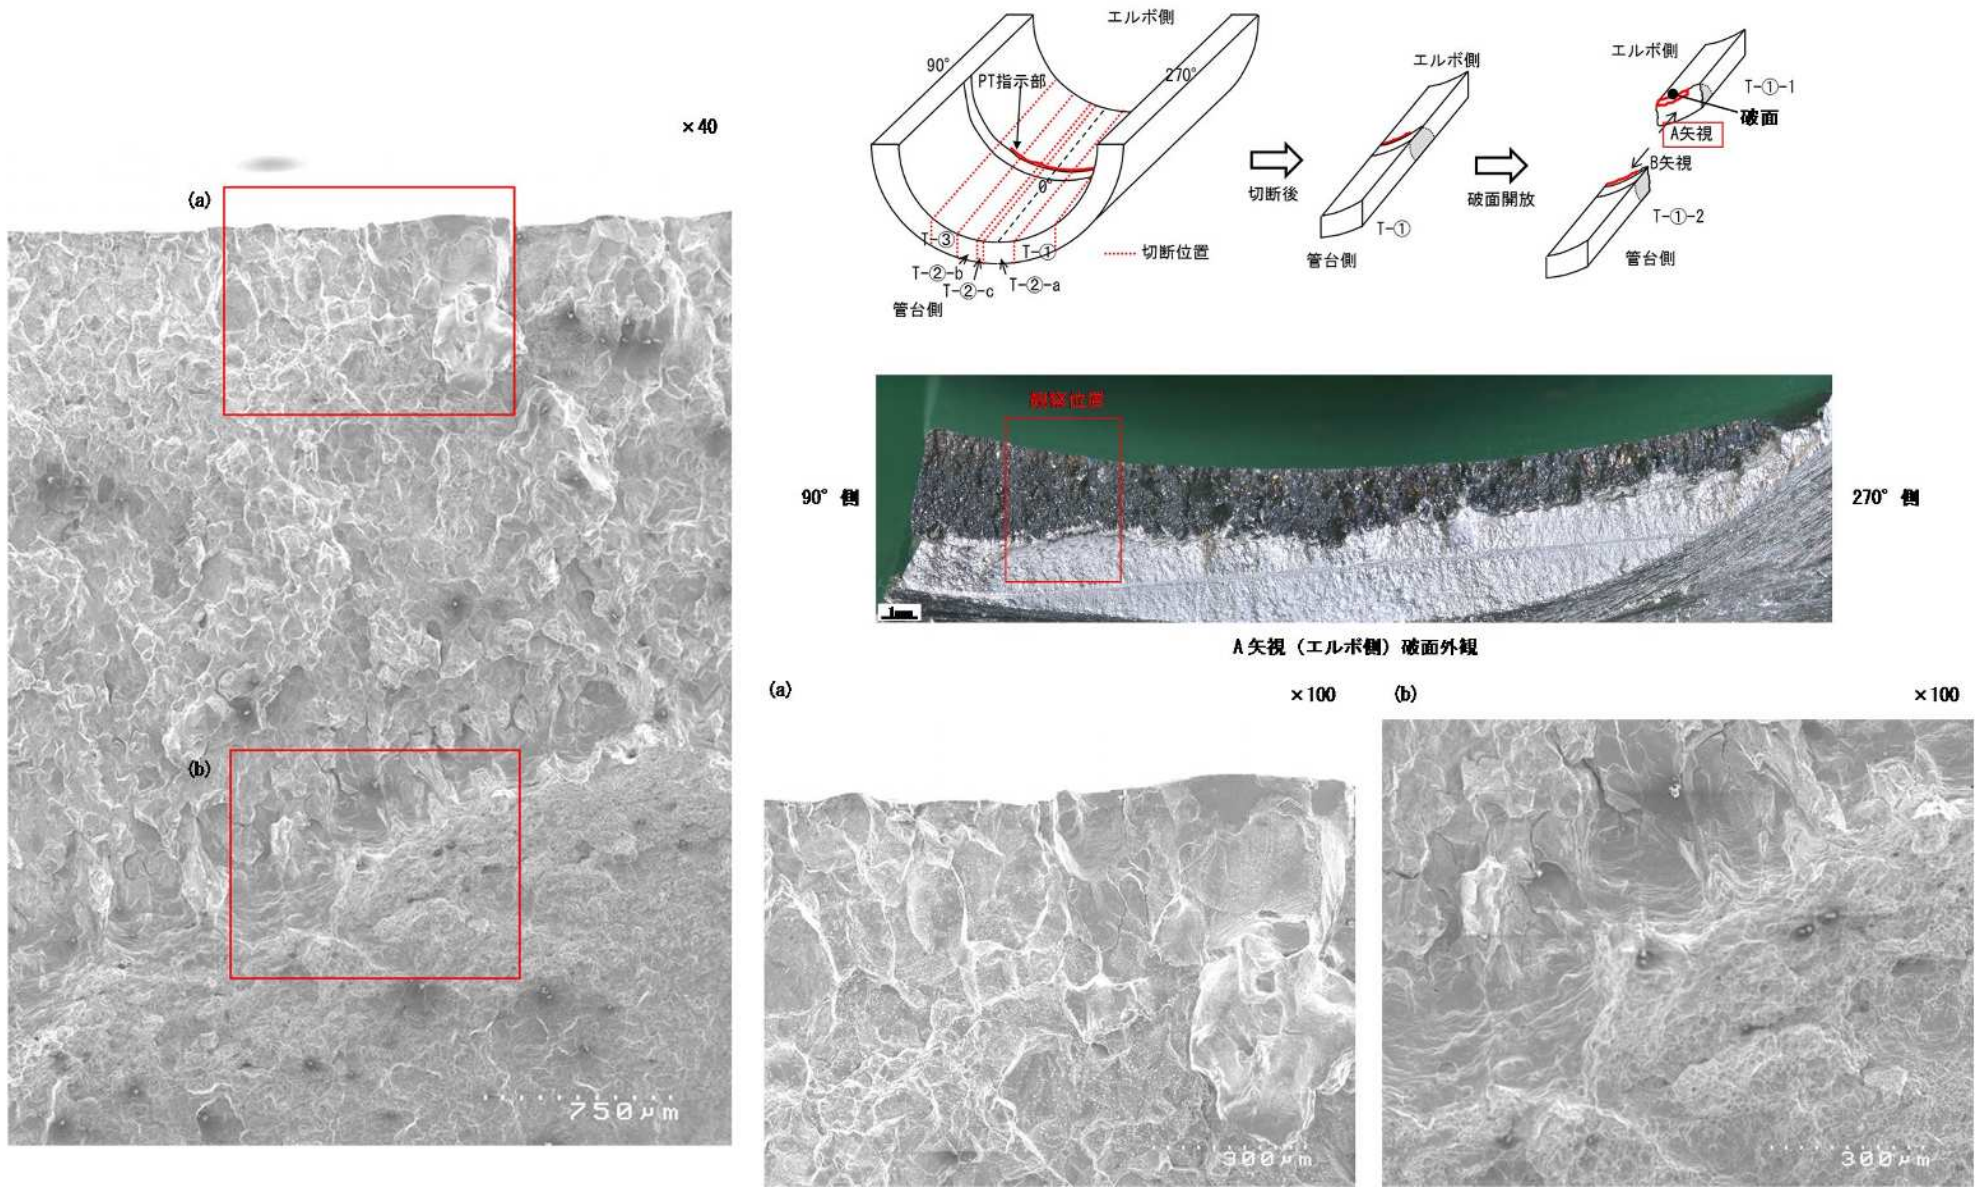 ×40
(a)
(b)
750μm
エルボ側
90°
270°
PT指示部
0°
T-③
T-①
T-②-b
T-②-c
T-②-a
管台側
切断位置
切断後
エルボ側
T-①
管台側
破面開放
エルボ側
T-①-1
破面
A矢視
B矢視
T-①-2
管台側
観察位置
90°側
270° 側
1mm
A矢視（エルボ側）破面外観
(a)
×100
300μm
(b)
×100
300μm